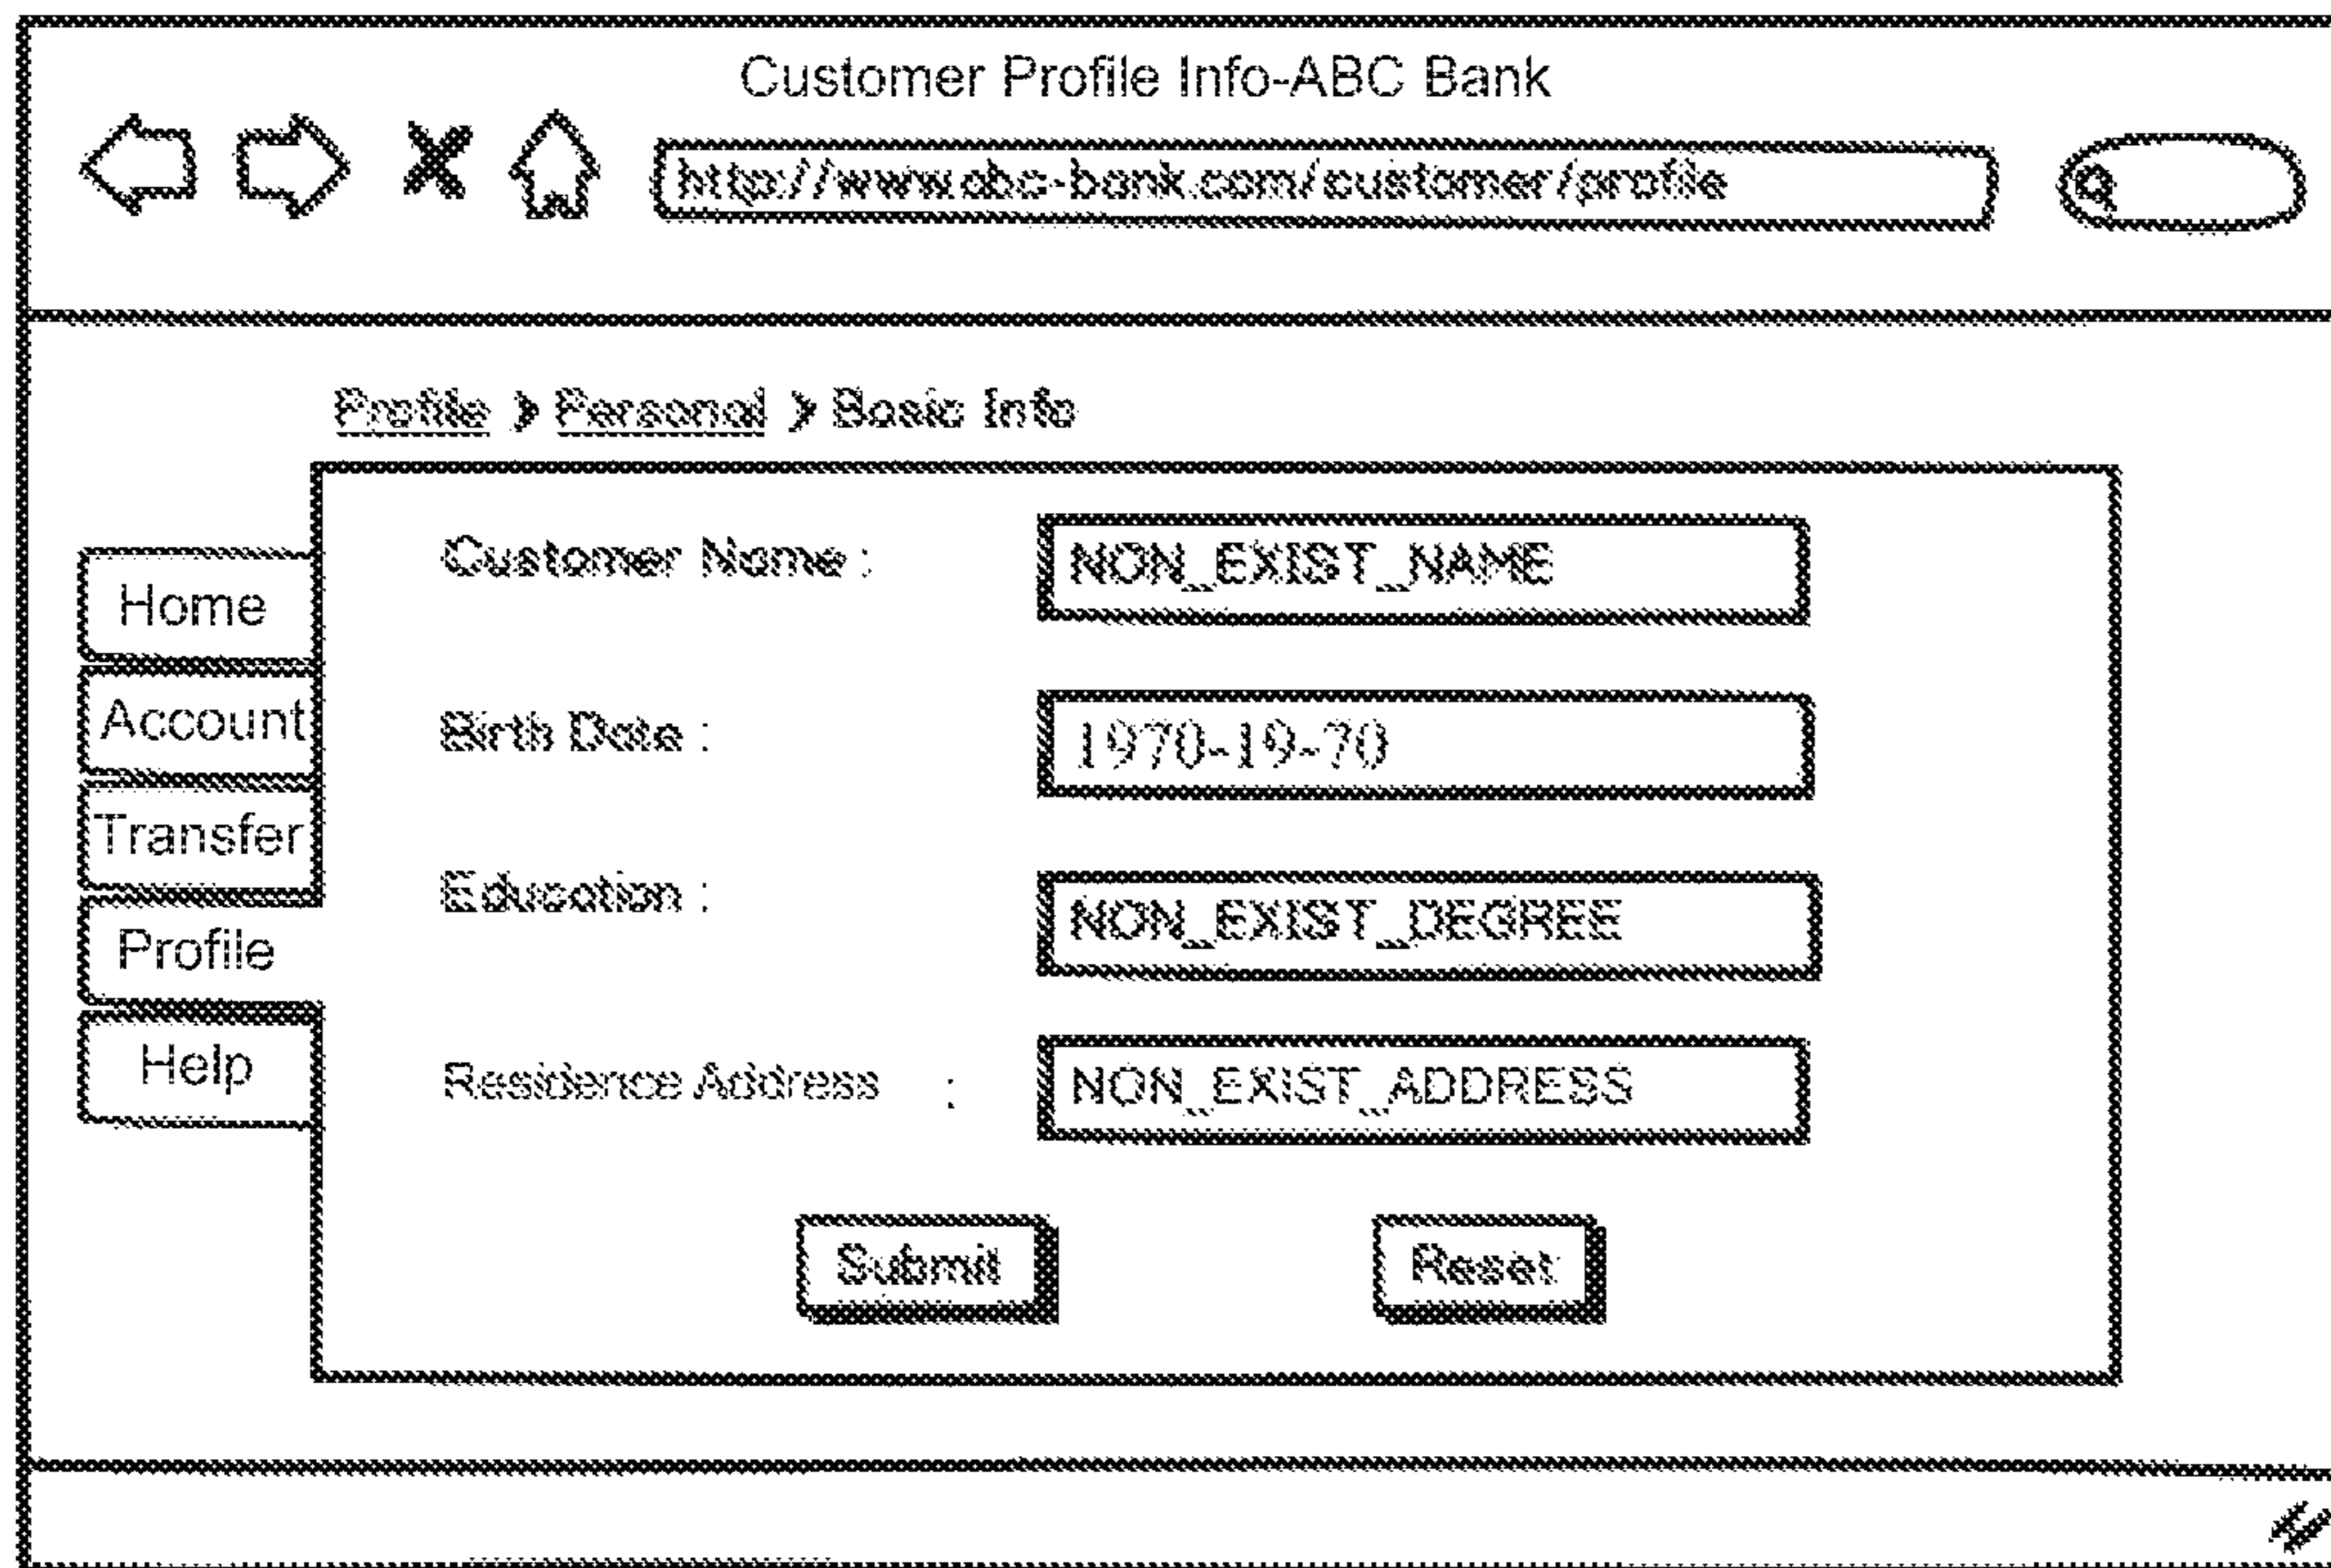 Customer Profile Info-ABC Bank
http://www.abc-bank.com/customer/profile
Profile > Personal > Basic Info
Home
Account
Transfer
Profile
Help
Customer Name : NON_EXIST_NAME
Birth Date : 1970-19-70
Education : NON_EXIST_DEGREE
Residence Address : NON_EXIST_ADDRESS
Submit Reset